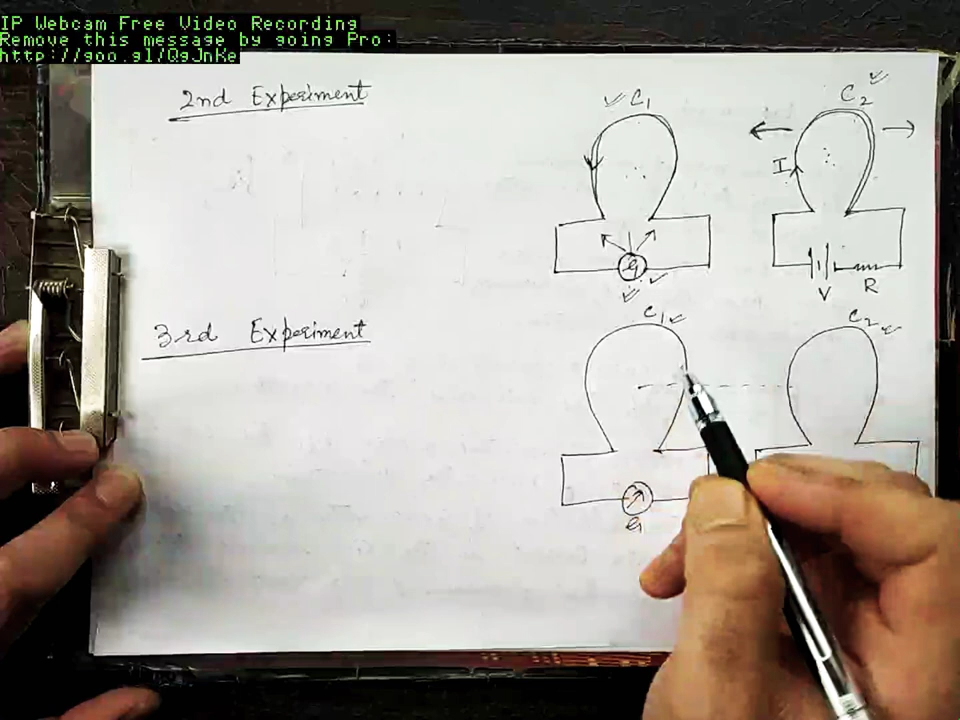 IP Webcam Free Video Recording
Remove this message by going Pro:
http://goo.gl/QgJnKe
2nd Experiment
C1
C2
I
G
V
R
3rd Experiment
C1
C2
G